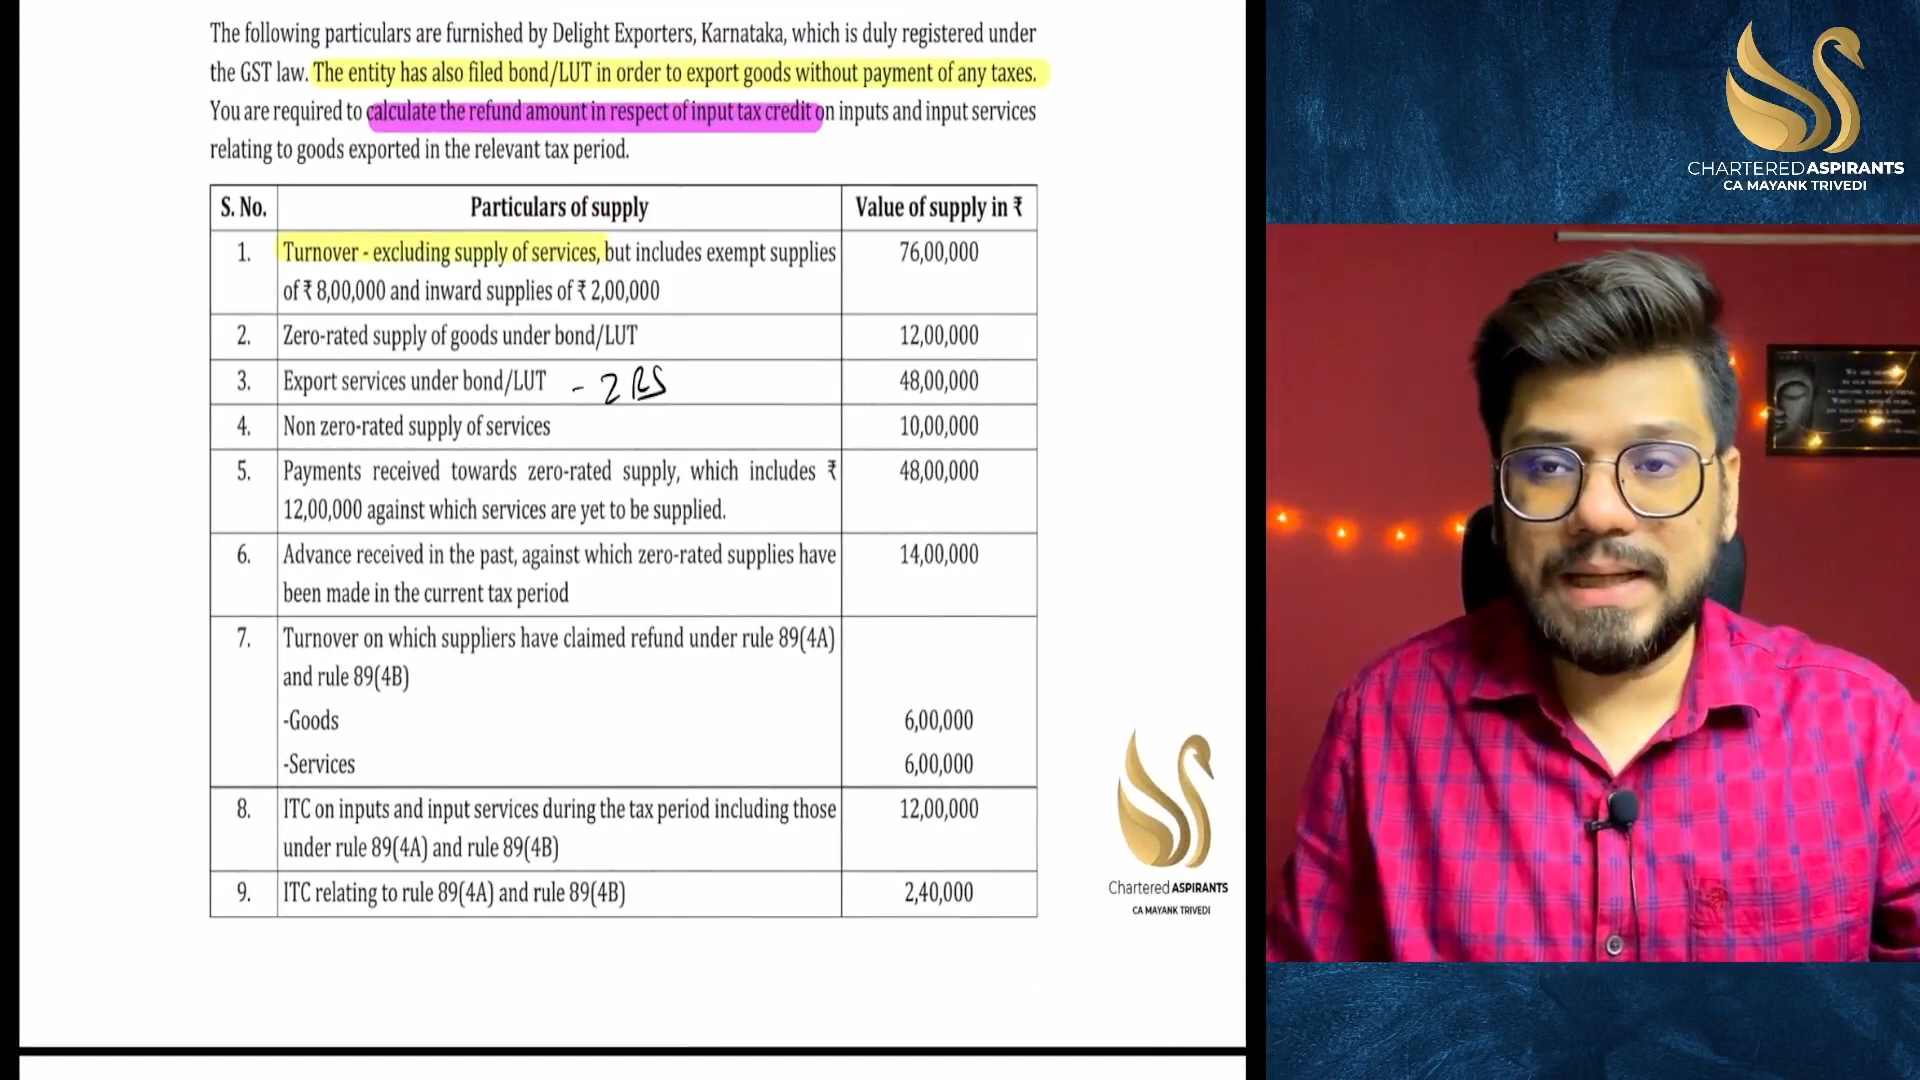 The following particulars are furnished by Delight Exporters, Karnataka, which is duly registered under
the GST law. The entity has also filed bond/LUT in order to export goods without payment of any taxes.
You are required to calculate the refund amount in respect of input tax credit on inputs and input services
relating to goods exported in the relevant tax period.
S. No. Particulars of supply Value of supply in ₹
1. Turnover - excluding supply of services, but includes exempt supplies 76,00,000
of ₹ 8,00,000 and inward supplies of ₹ 2,00,000
2. Zero-rated supply of goods under bond/LUT 12,00,000
3. Export services under bond/LUT - ZRS 48,00,000
4. Non zero-rated supply of services 10,00,000
5. Payments received towards zero-rated supply, which includes ₹ 48,00,000
12,00,000 against which services are yet to be supplied.
6. Advance received in the past, against which zero-rated supplies have 14,00,000
been made in the current tax period
7. Turnover on which suppliers have claimed refund under rule 89(4A)
and rule 89(4B)
-Goods 6,00,000
-Services 6,00,000
8. ITC on inputs and input services during the tax period including those 12,00,000
under rule 89(4A) and rule 89(4B)
9. ITC relating to rule 89(4A) and rule 89(4B) 2,40,000
Chartered ASPIRANTS
CA MAYANK TRIVEDI
CHARTERED ASPIRANTS
CA MAYANK TRIVEDI